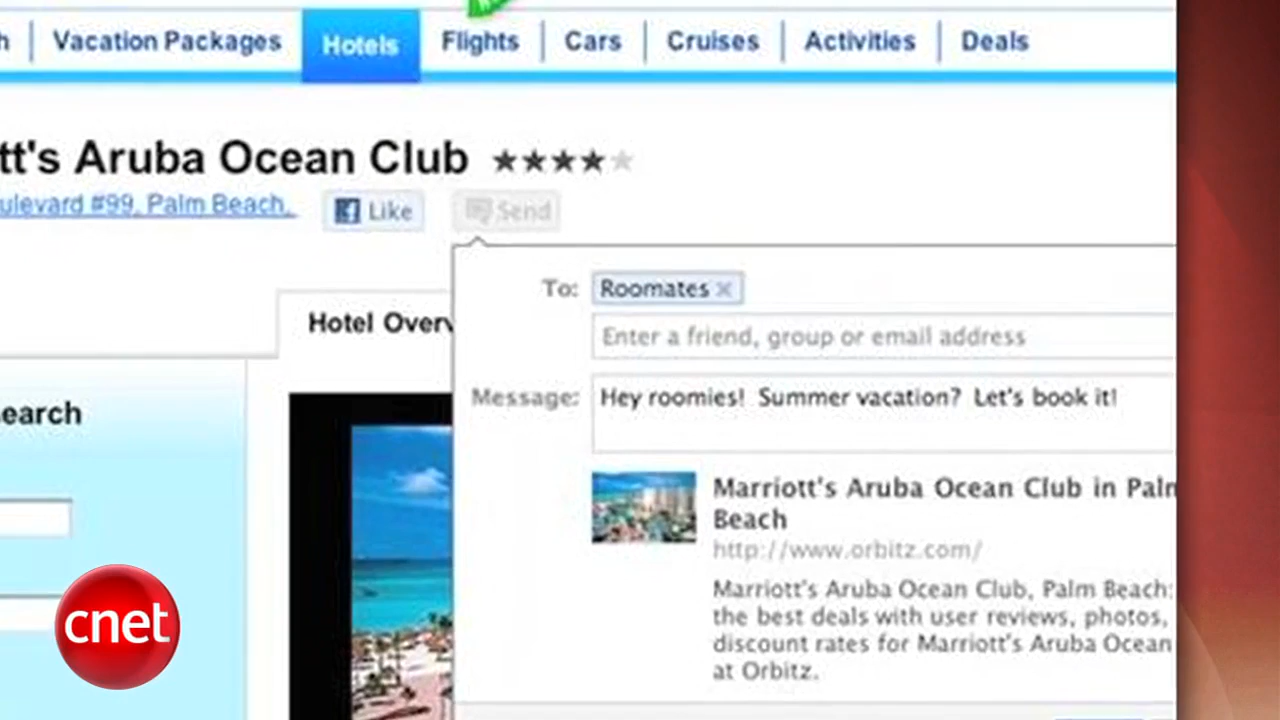 h | Vacation Packages | Hotels | Flights | Cars | Cruises | Activities | Deals
tt's Aruba Ocean Club
ulevard #99, Palm Beach,
Like
Send
To: Roomates
Enter a friend, group or email address
Hotel Overv
Message: Hey roomies! Summer vacation? Let's book it!
earch
Marriott's Aruba Ocean Club in Paln
Beach
http://www.orbitz.com/
Marriott's Aruba Ocean Club, Palm Beach:
the best deals with user reviews, photos,
discount rates for Marriott's Aruba Ocean
at Orbitz.
cnet